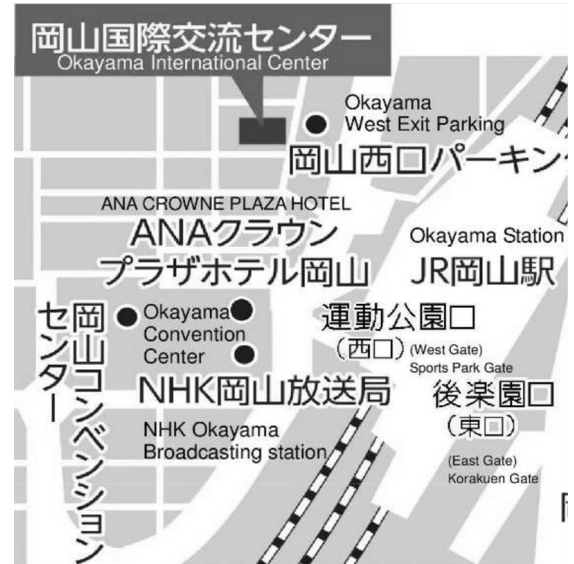 岡山国際交流センター
Okayama International Center
Okayama
West Exit Parking
岡山西口パーキン
ANA CROWNE PLAZA HOTEL
ANAクラウン
プラザホテル岡山
Okayama Station
JR岡山駅
岡山コンベンション
センター
Okayama
Convention
Center
運動公園口
(西口)
(West Gate)
Sports Park Gate
NHK岡山放送局
NHK Okayama
Broadcasting station
後楽園口
(東口)
(East Gate)
Korakuen Gate